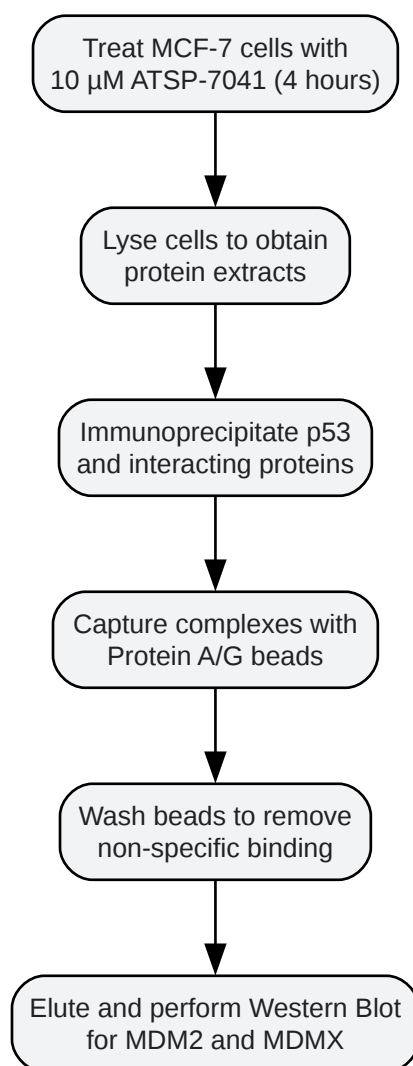 Treat MCF-7 cells with
10 µM ATSP-7041 (4 hours)
Lyse cells to obtain
protein extracts
Immunoprecipitate p53
and interacting proteins
Capture complexes with
Protein A/G beads
Wash beads to remove
non-specific binding
Elute and perform Western Blot
for MDM2 and MDMX